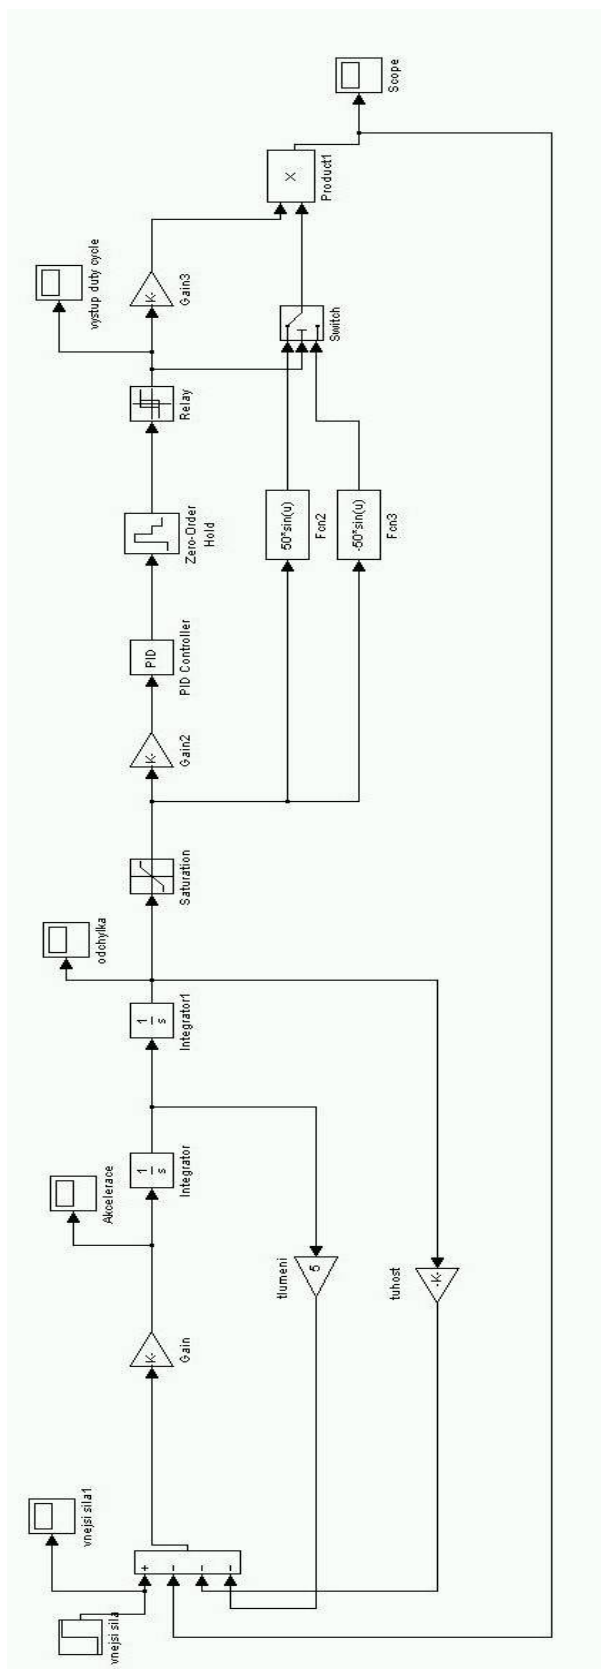 vnejsi sila
vnejsi sila1
+
-
-
-
K-
Gain
Akcelerace
1
s
Integrator
5
tlumeni
1
s
Integrator1
-K-
tuhost
odchylka
Saturation
K-
Gain2
PID
PID Controller
Zero-Order
Hold
50*sin(u)
Fcn2
-50*sin(u)
Fcn3
Relay
vystup duty cycle
K-
Gain3
Switch
X
Product1
Scope